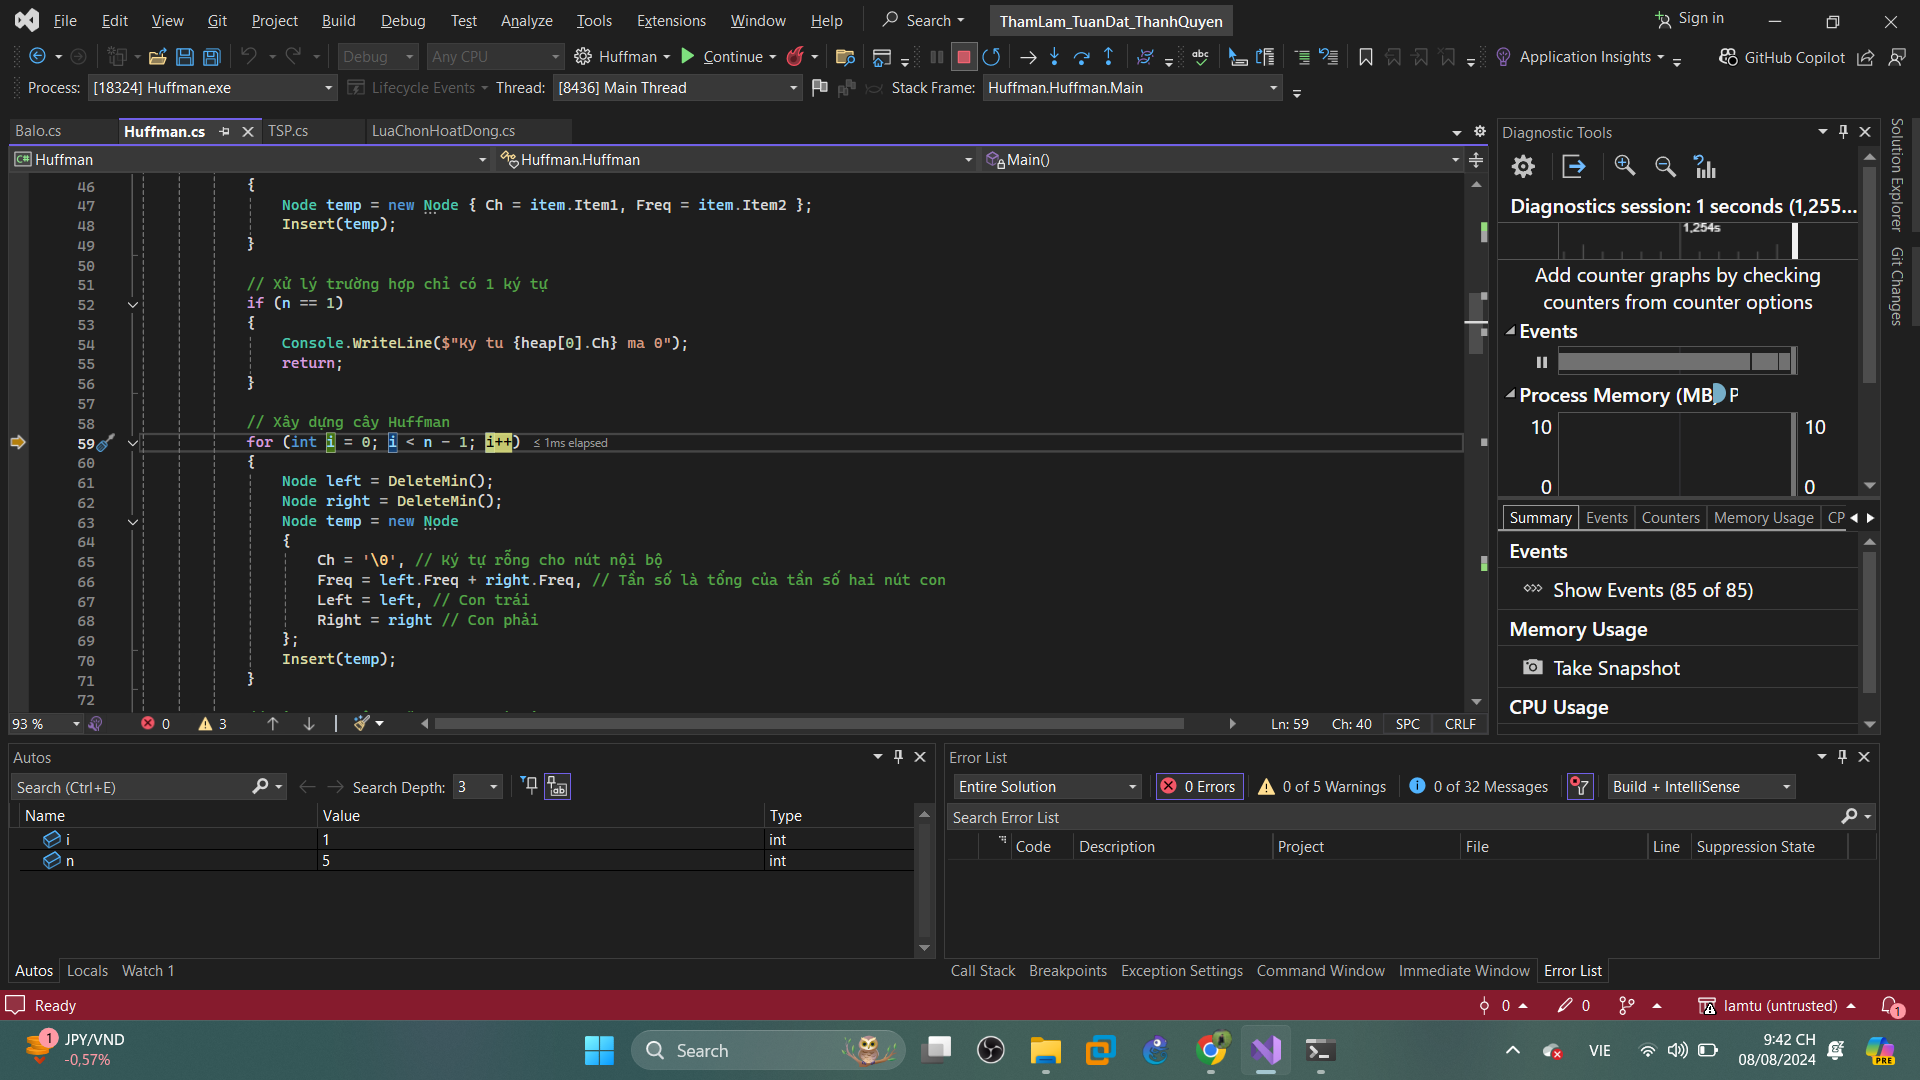 File Edit View Git Project Build Debug Test Analyze Tools Extensions Window Help Search ThamLam_TuanDat_ThanhQuyen Sign in
Debug Any CPU Huffman Continue Application Insights GitHub Copilot
Process: [18324] Huffman.exe Lifecycle Events Thread: [8436] Main Thread Stack Frame: Huffman.Huffman.Main
Balo.cs Huffman.cs TSP.cs LuaChonHoatDong.cs
C# Huffman Huffman.Huffman Main()
46 {
47 Node temp = new Node { Ch = item.Item1, Freq = item.Item2 };
48 Insert(temp);
49 }
50
51 // Xử lý trường hợp chỉ có 1 ký tự
52 if (n == 1)
53 {
54 Console.WriteLine($"Ky tu {heap[0].Ch} ma 0");
55 return;
56 }
57
58 // Xây dựng cây Huffman
59 for (int i = 0; i < n - 1; i++) ≤ 1ms elapsed
60 {
61 Node left = DeleteMin();
62 Node right = DeleteMin();
63 Node temp = new Node
64 {
65 Ch = '\0', // Ký tự rỗng cho nút nội bộ
66 Freq = left.Freq + right.Freq, // Tần số là tổng của tần số hai nút con
67 Left = left, // Con trái
68 Right = right // Con phải
69 };
70 Insert(temp);
71 }
72
93 % 0 3 Ln: 59 Ch: 40 SPC CRLF
Diagnostic Tools
Diagnostics session: 1 seconds (1,255...
1,254s
Add counter graphs by checking
counters from counter options
Events
Process Memory (MB) P
10 10
0 0
Summary Events Counters Memory Usage CP
Events
Show Events (85 of 85)
Memory Usage
Take Snapshot
CPU Usage
Solution Explorer
Git Changes
Autos
Search (Ctrl+E) Search Depth: 3
Name Value Type
i 1 int
n 5 int
Autos Locals Watch 1
Error List
Entire Solution 0 Errors 0 of 5 Warnings 0 of 32 Messages Build + IntelliSense
Search Error List
Code Description Project File Line Suppression State
Call Stack Breakpoints Exception Settings Command Window Immediate Window Error List
Ready 0 0 lamtu (untrusted) 1
1 JPY/VND
-0,57%
Search
VIE
9:42 CH
08/08/2024
PRE